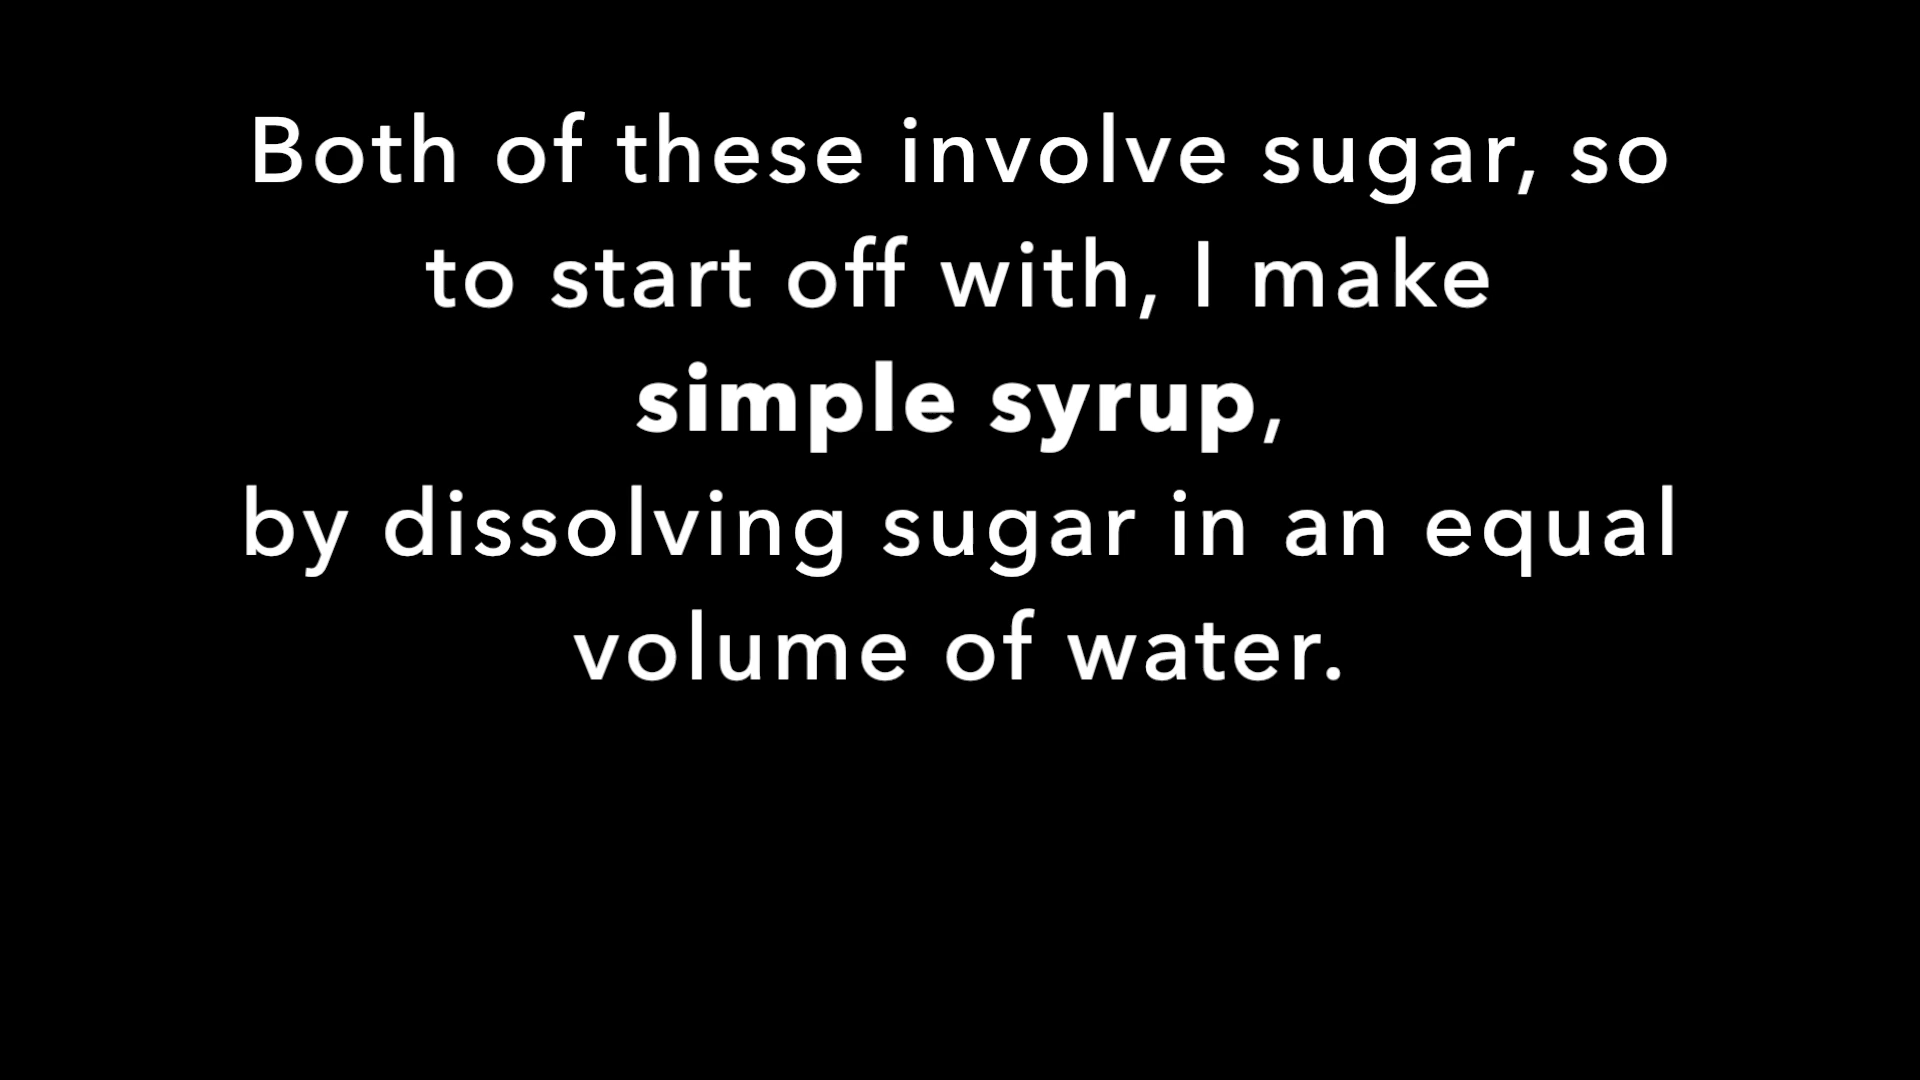 Both of these involve sugar, so
to start off with, I make
simple syrup,
by dissolving sugar in an equal
volume of water.